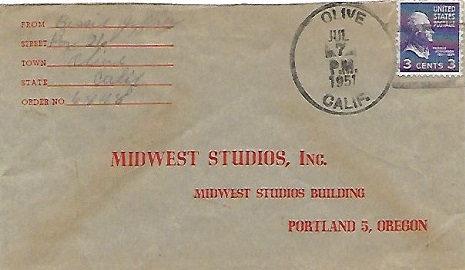 FROM
STREET Box
TOWN Olive
STATE Calif
ORDER NO
OLIVE
JUL
7
P.M.
1951
CALIF.
UNITED STATES
POSTAGE
3 CENTS 3
MIDWEST STUDIOS, INC.
MIDWEST STUDIOS BUILDING
PORTLAND 5, OREGON